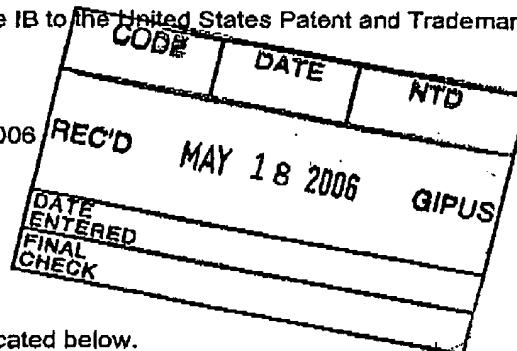 e IB to the United States Patent and Trademar
CODE DATE NTD
006 REC'D MAY 18 2006 GIPUS
DATE
ENTERED
FINAL
CHECK
cated below.